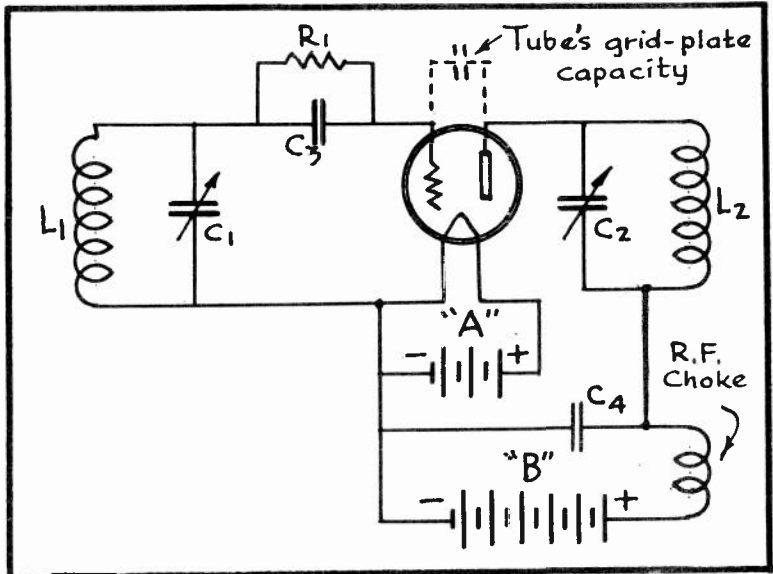 R1
Tube's grid-plate
capacity
C3
L1
C1
C2
L2
"A"
- +
R.F.
Choke
C4
"B"
- +